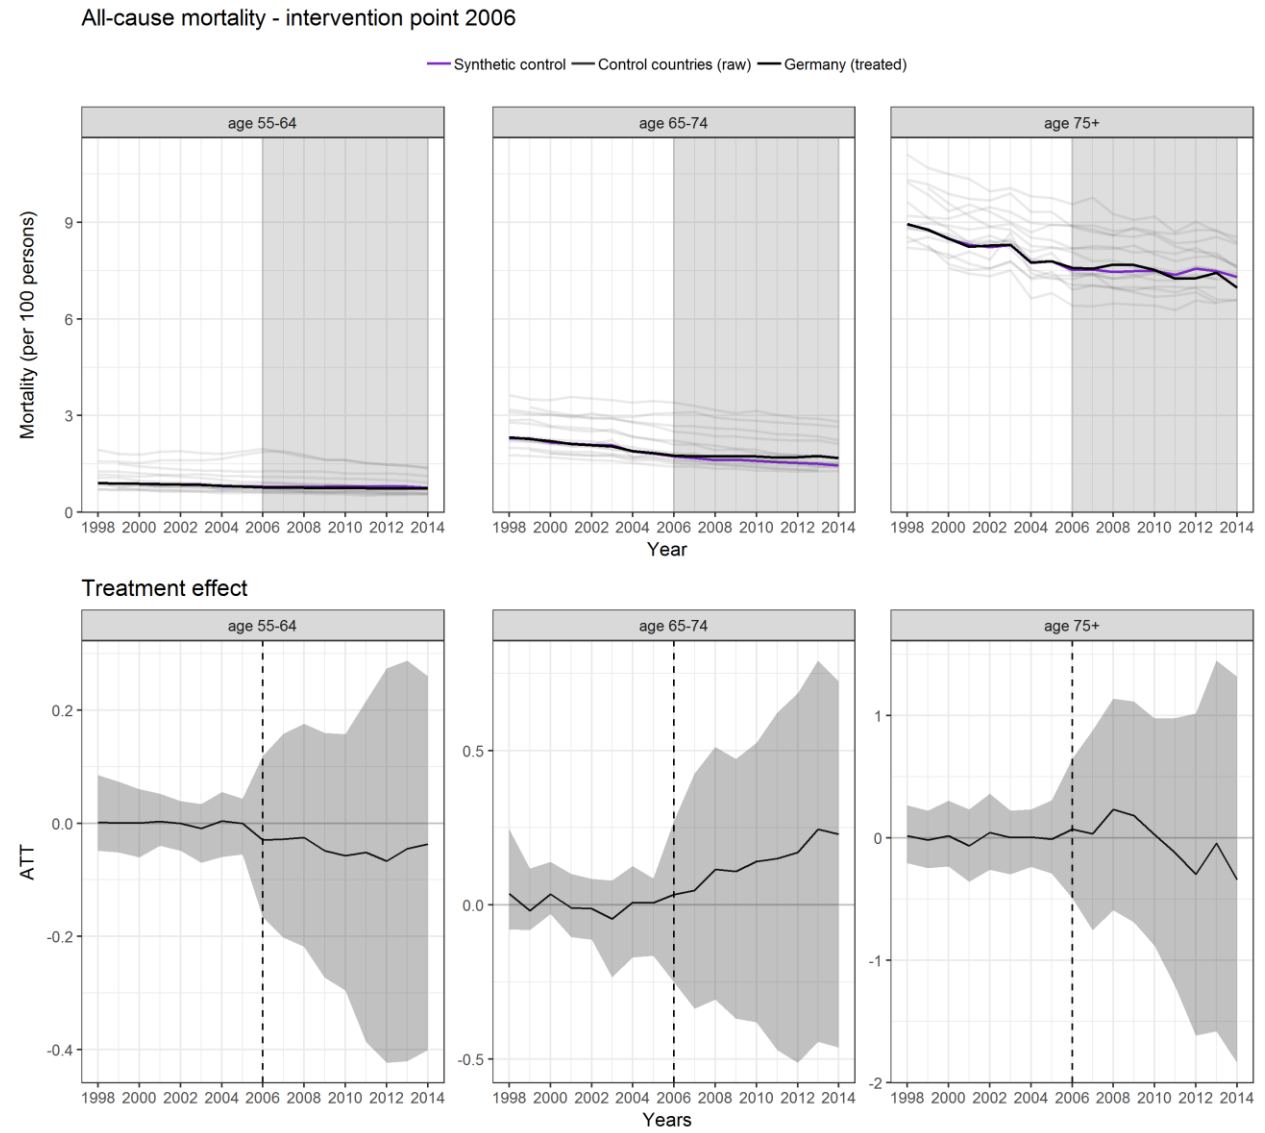 All-cause mortality - intervention point 2006
Synthetic control Control countries (raw) Germany (treated)
age 55-64 age 65-74 age 75+
Mortality (per 100 persons)
9
6
3
0
1998 2000 2002 2004 2006 2008 2010 2012 2014 1998 2000 2002 2004 2006 2008 2010 2012 2014 1998 2000 2002 2004 2006 2008 2010 2012 2014
Year
Treatment effect
age 55-64 age 65-74 age 75+
ATT
0.2
0.0
-0.2
-0.4
0.5
0.0
-0.5
1
0
-1
-2
1998 2000 2002 2004 2006 2008 2010 2012 2014 1998 2000 2002 2004 2006 2008 2010 2012 2014 1998 2000 2002 2004 2006 2008 2010 2012 2014
Years